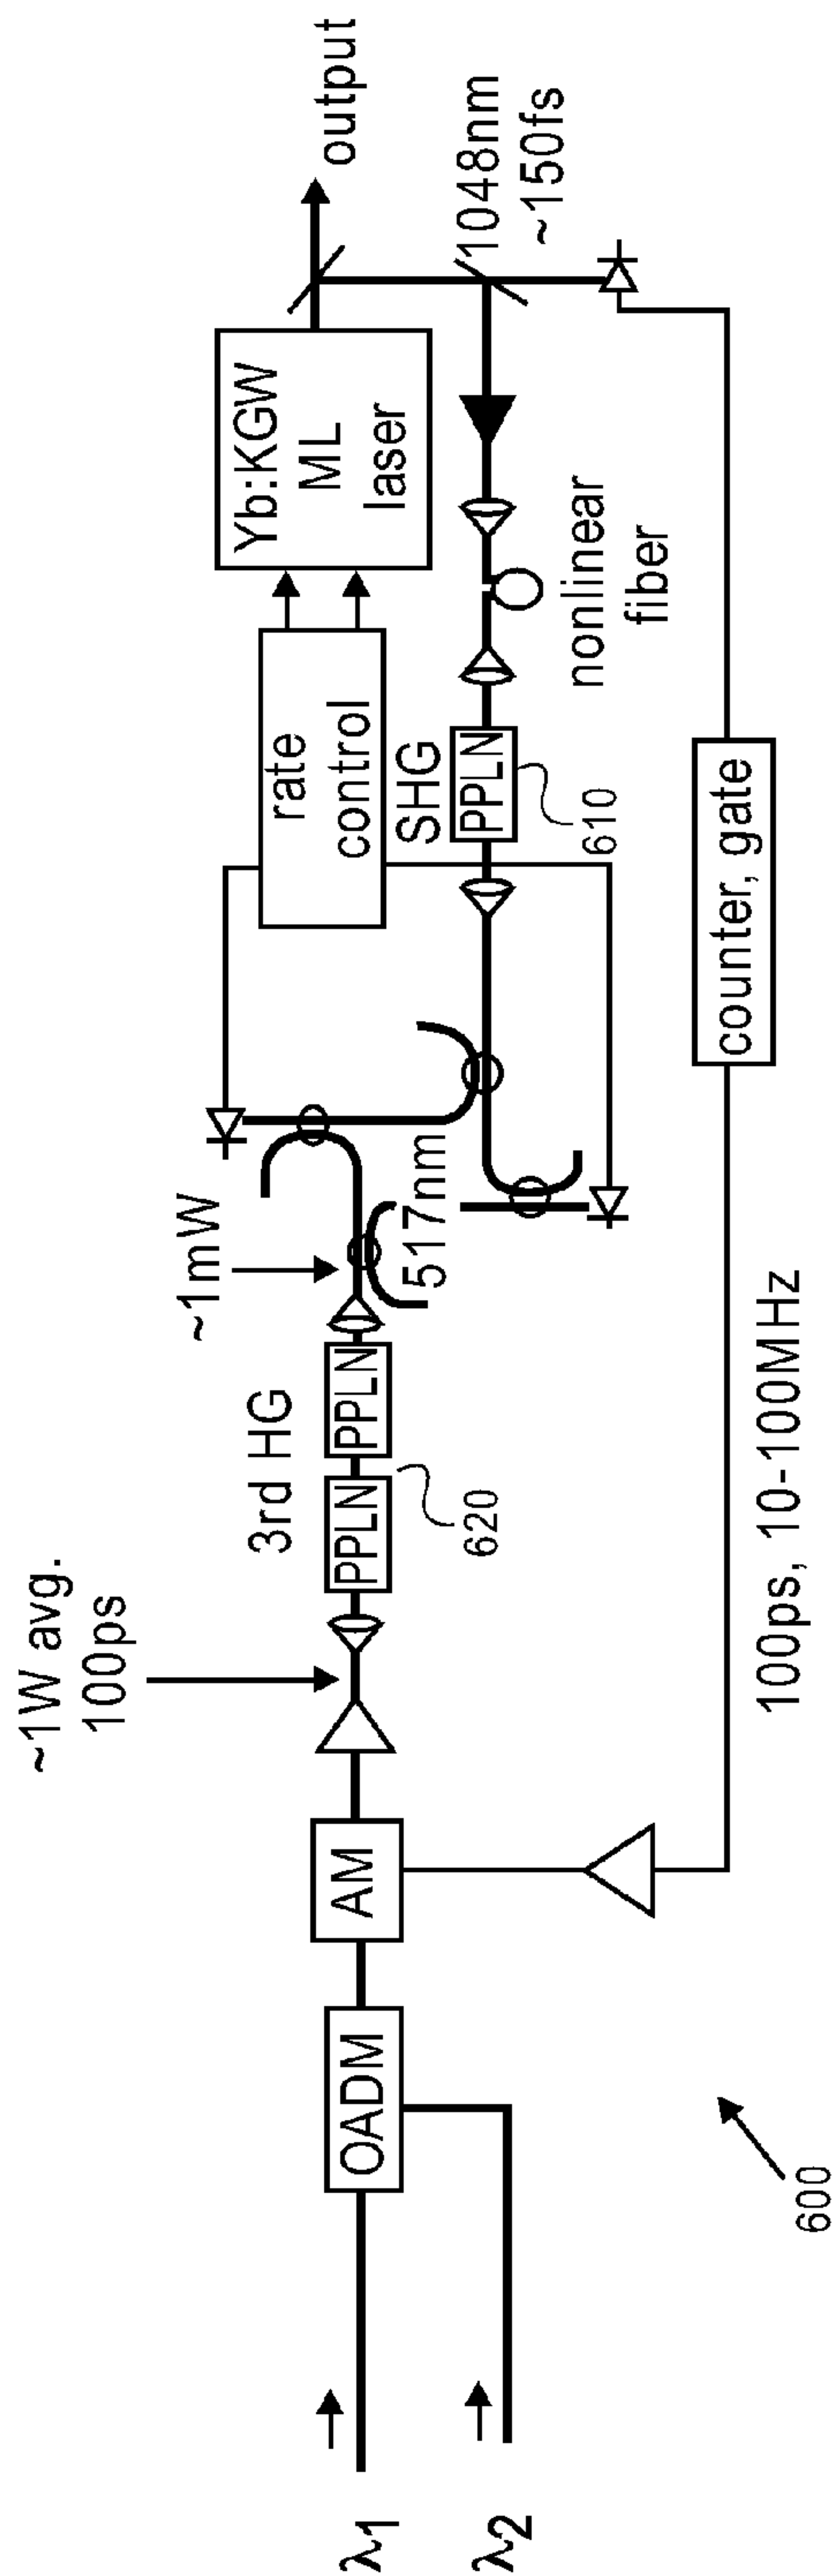 λ1
λ2
OADM
AM
~1W avg.
100ps
3rd HG
PPLN
PPLN
620
~1mW
517nm
rate
control
Yb:KGW
ML
laser
output
1048nm
~150fs
nonlinear
fiber
SHG
PPLN
610
counter, gate
100ps, 10-100MHz
600